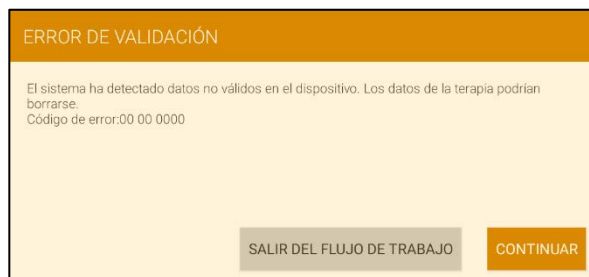 ERROR DE VALIDACIÓN
El sistema ha detectado datos no válidos en el dispositivo. Los datos de la terapia podrían
borrarse.
Código de error:00 00 0000
SALIR DEL FLUJO DE TRABAJO
CONTINUAR